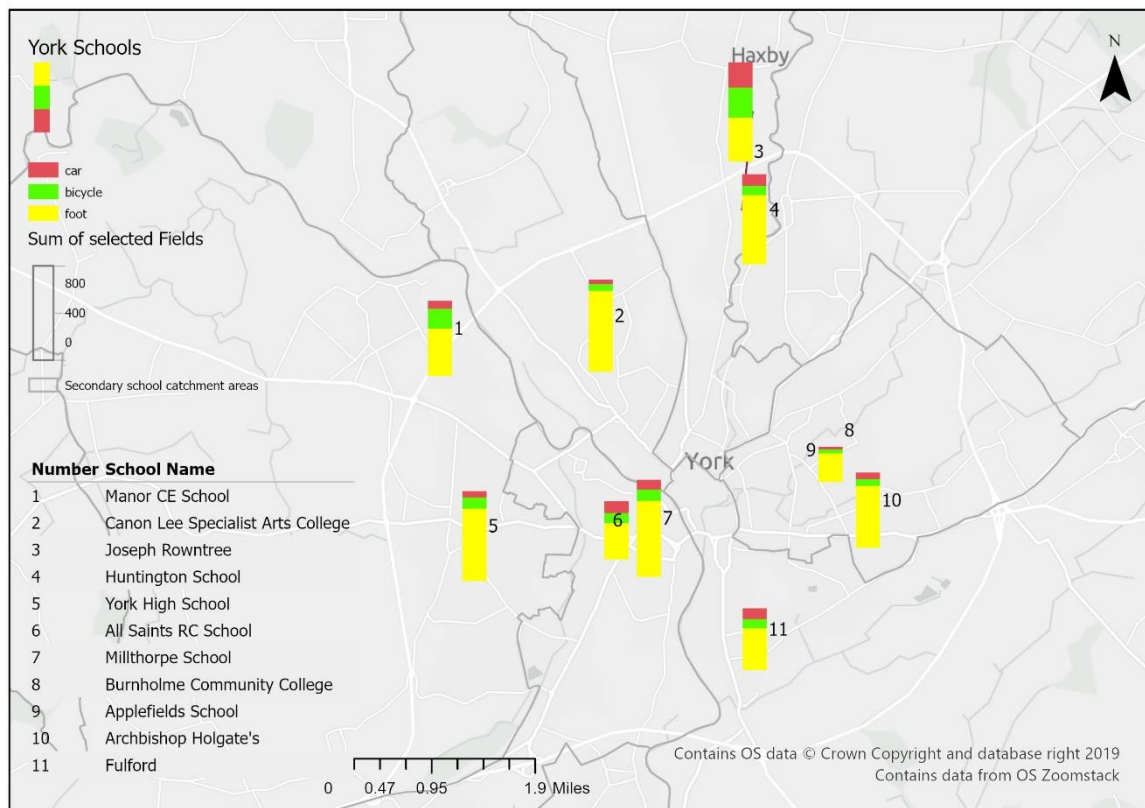 York Schools
car
bicycle
foot
Sum of selected Fields
800
400
0
Secondary school catchment areas
Haxby
N
3
4
2
1
8
9
York
10
5
6
7
11
Number School Name
1 Manor CE School
2 Canon Lee Specialist Arts College
3 Joseph Rowntree
4 Huntington School
5 York High School
6 All Saints RC School
7 Millthorpe School
8 Burnholme Community College
9 Applefields School
10 Archbishop Holgate's
11 Fulford
0 0.47 0.95 1.9 Miles
Contains OS data © Crown Copyright and database right 2019
Contains data from OS Zoomstack